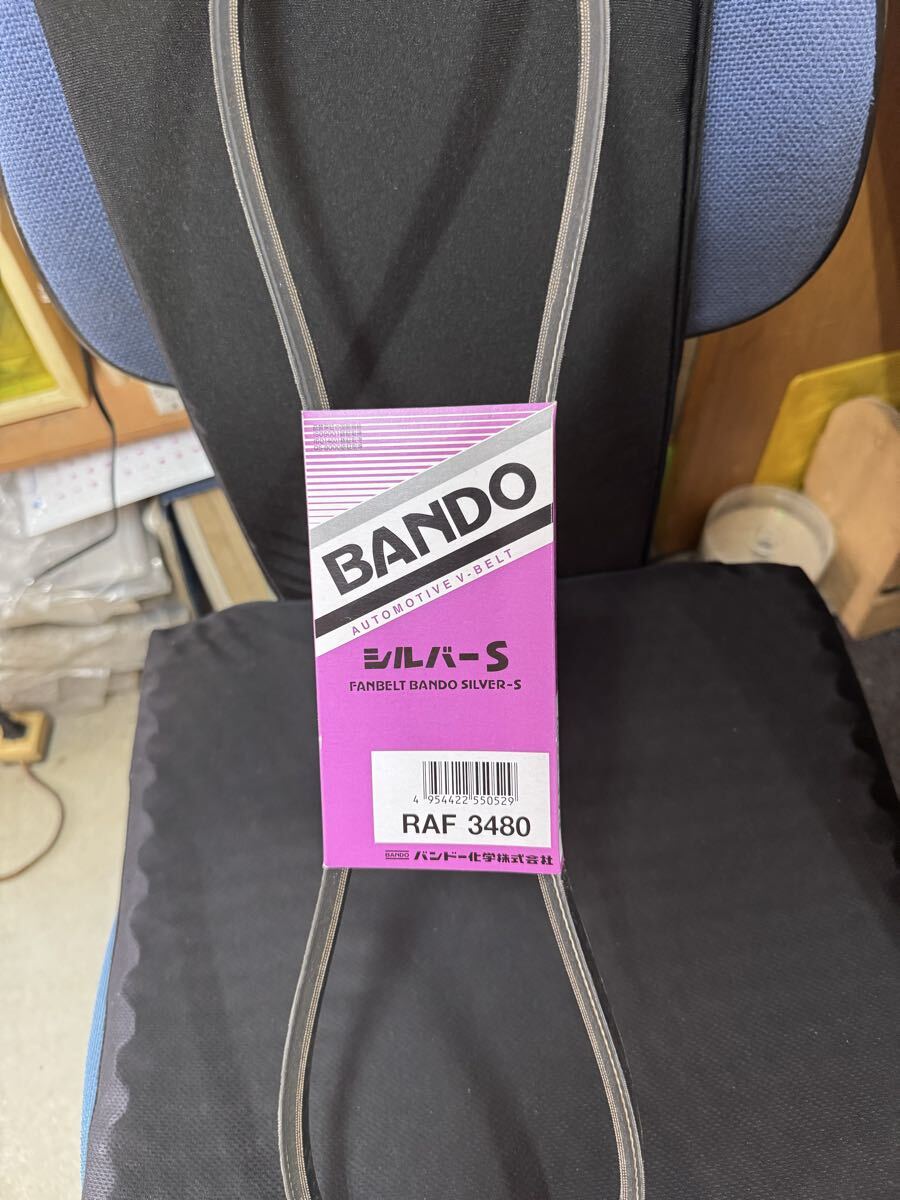 BANDO
AUTOMOTIVE V-BELT
シルバーS
FANBELT BANDO SILVER-S
4 954422 550529
RAF 3480
BANDO バンドー化学株式会社